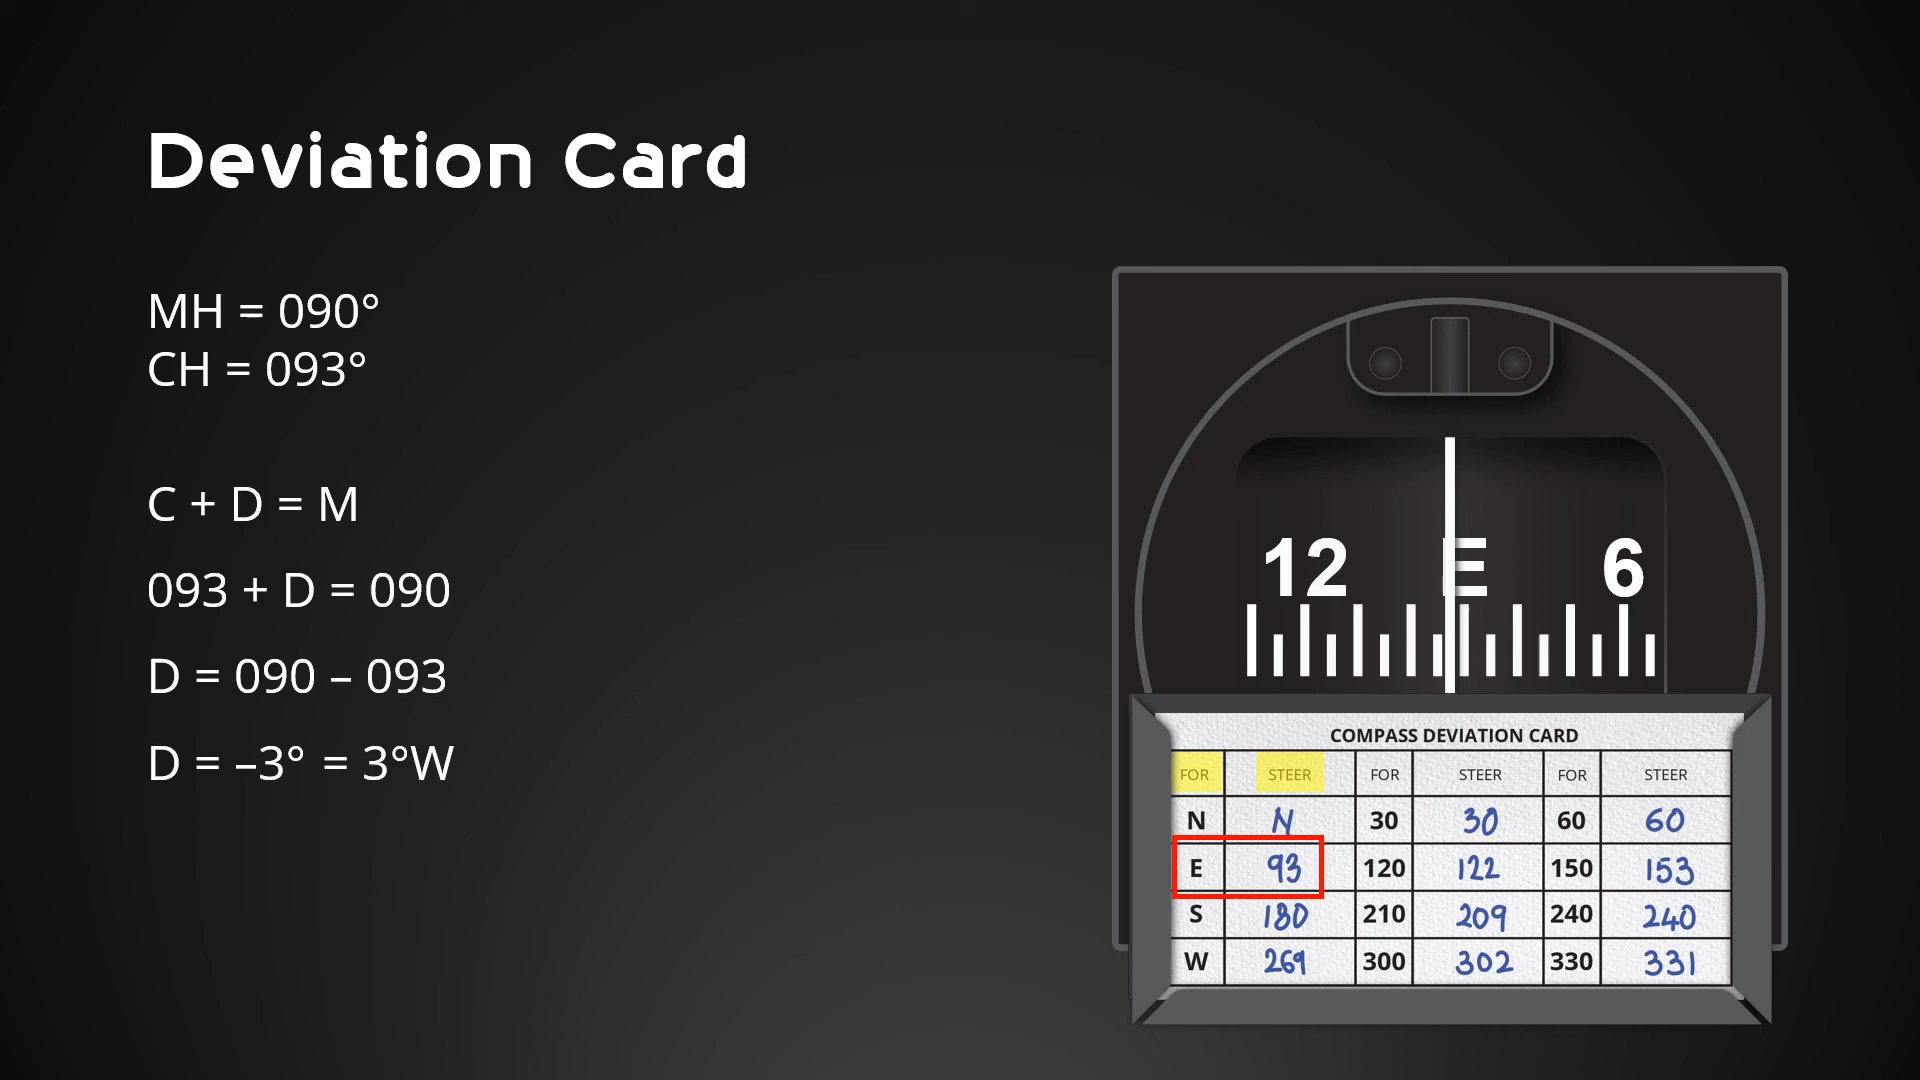 Deviation Card
MH = 090°
CH = 093°
C + D = M
093 + D = 090
D = 090 – 093
D = –3° = 3°W
12 E 6
COMPASS DEVIATION CARD
FOR STEER FOR STEER FOR STEER
N N 30 30 60 60
E 93 120 122 150 153
S 180 210 209 240 240
W 269 300 302 330 331